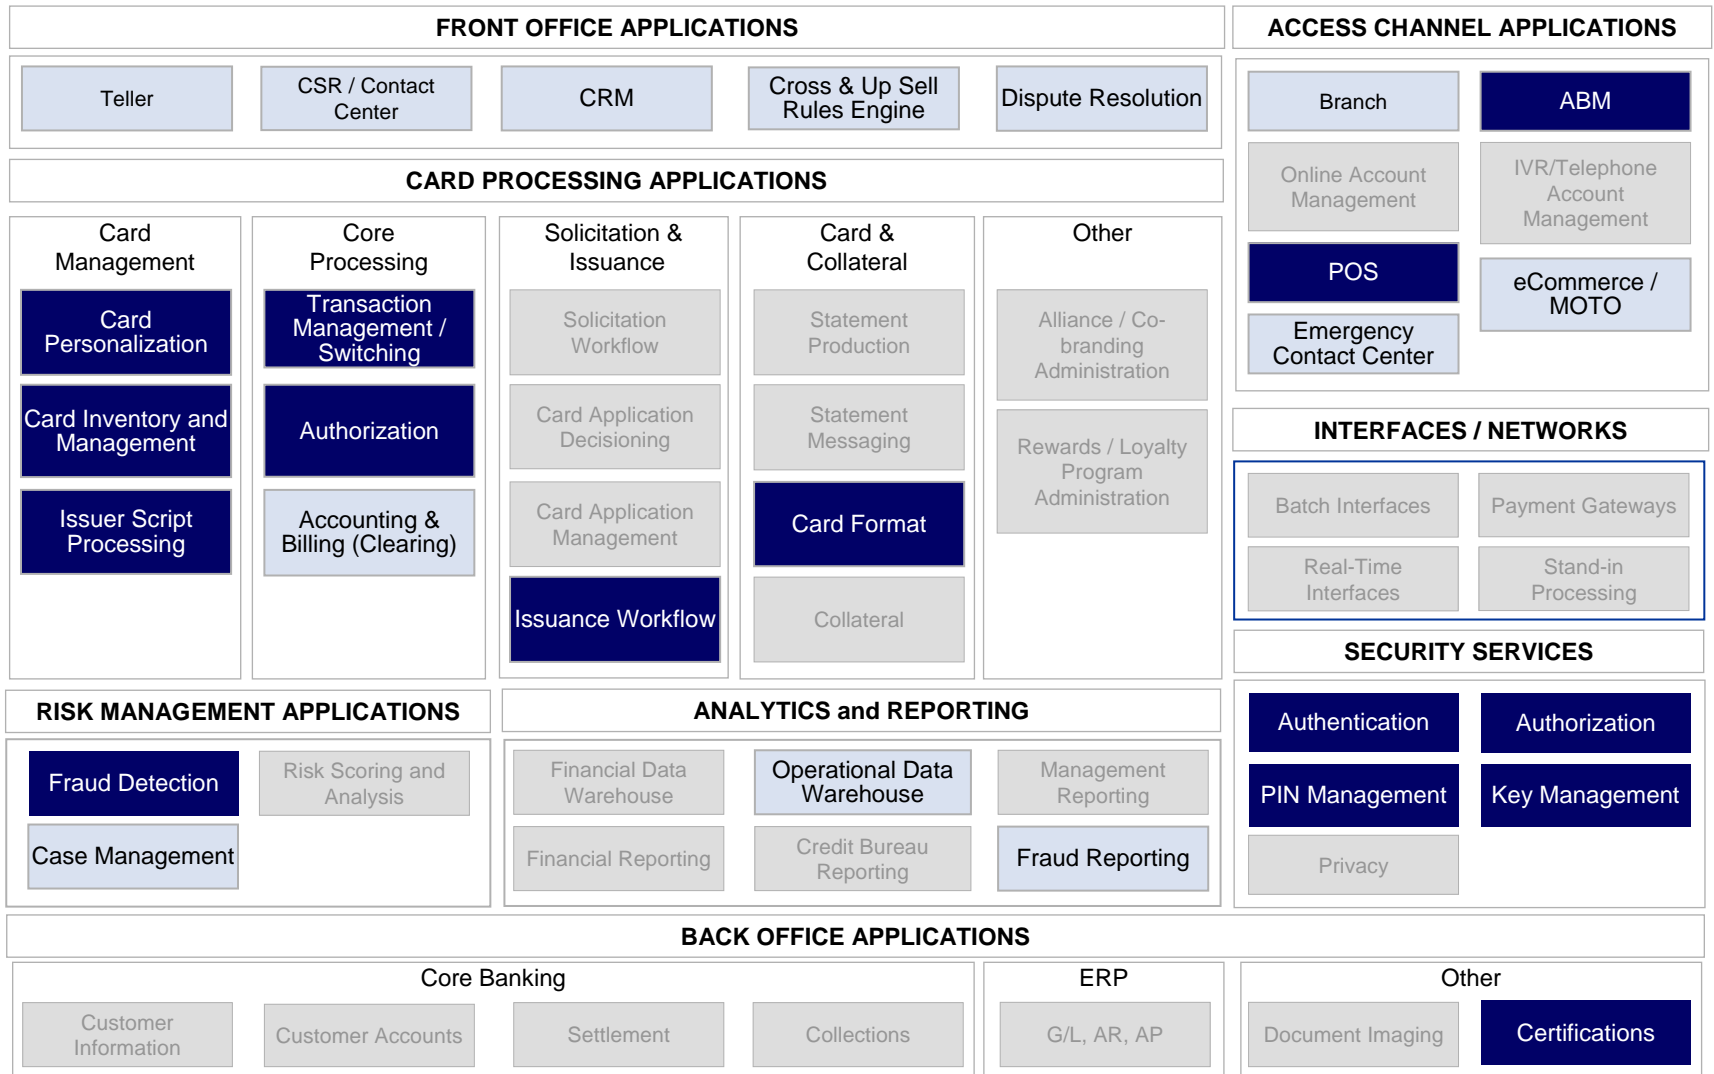 FRONT OFFICE APPLICATIONS
Teller
CSR / Contact
Center
CRM
Cross & Up Sell
Rules Engine
Dispute Resolution
ACCESS CHANNEL APPLICATIONS
Branch
ABM
Online Account
Management
IVR/Telephone
Account
Management
POS
eCommerce /
MOTO
Emergency
Contact Center
CARD PROCESSING APPLICATIONS
Card
Management
Card
Personalization
Card Inventory and
Management
Issuer Script
Processing
Core
Processing
Transaction
Management /
Switching
Authorization
Accounting &
Billing (Clearing)
Solicitation &
Issuance
Solicitation
Workflow
Card Application
Decisioning
Card Application
Management
Issuance Workflow
Card &
Collateral
Statement
Production
Statement
Messaging
Card Format
Collateral
Other
Alliance / Co-
branding
Administration
Rewards / Loyalty
Program
Administration
INTERFACES / NETWORKS
Batch Interfaces
Payment Gateways
Real-Time
Interfaces
Stand-in
Processing
SECURITY SERVICES
Authentication
Authorization
PIN Management
Key Management
Privacy
RISK MANAGEMENT APPLICATIONS
Fraud Detection
Risk Scoring and
Analysis
Case Management
ANALYTICS and REPORTING
Financial Data
Warehouse
Operational Data
Warehouse
Management
Reporting
Financial Reporting
Credit Bureau
Reporting
Fraud Reporting
BACK OFFICE APPLICATIONS
Core Banking
Customer
Information
Customer Accounts
Settlement
Collections
ERP
G/L, AR, AP
Other
Document Imaging
Certifications